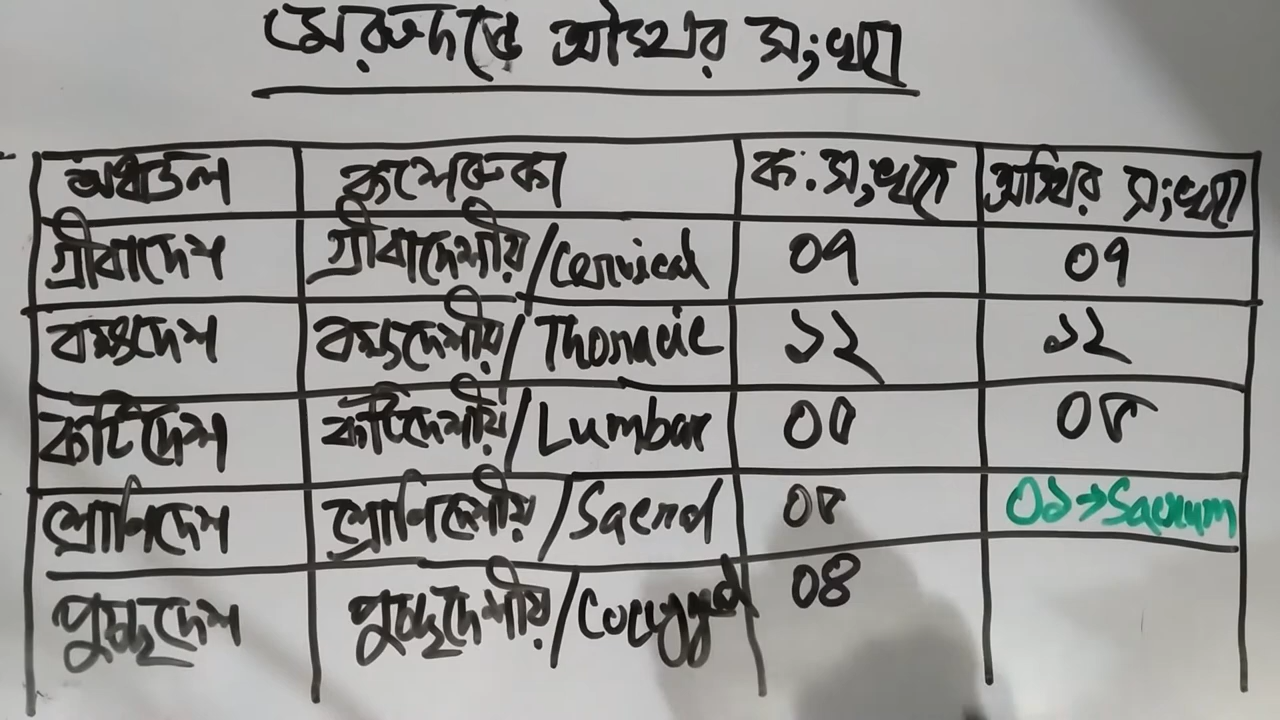 মেরুদন্ডে অস্থির সংখ্যা
অঞ্চল কশেরুকা ক:সংখ্যা অস্থির সংখ্যা
গ্রীবাদেশ গ্রীবাদেশীয়/Cervical ০৭ ০৭
বক্ষদেশ বক্ষদেশীয়/Thoracic ১২ ১২
কটিদেশ কটিদেশীয়/Lumbar ০৫ ০৫
শ্রোনিদেশ শ্রোনিদেশীয়/Sacral ০৫ ০১→Sacrum
পুচ্ছদেশ পুচ্ছদেশীয়/Coccygeal ০৪